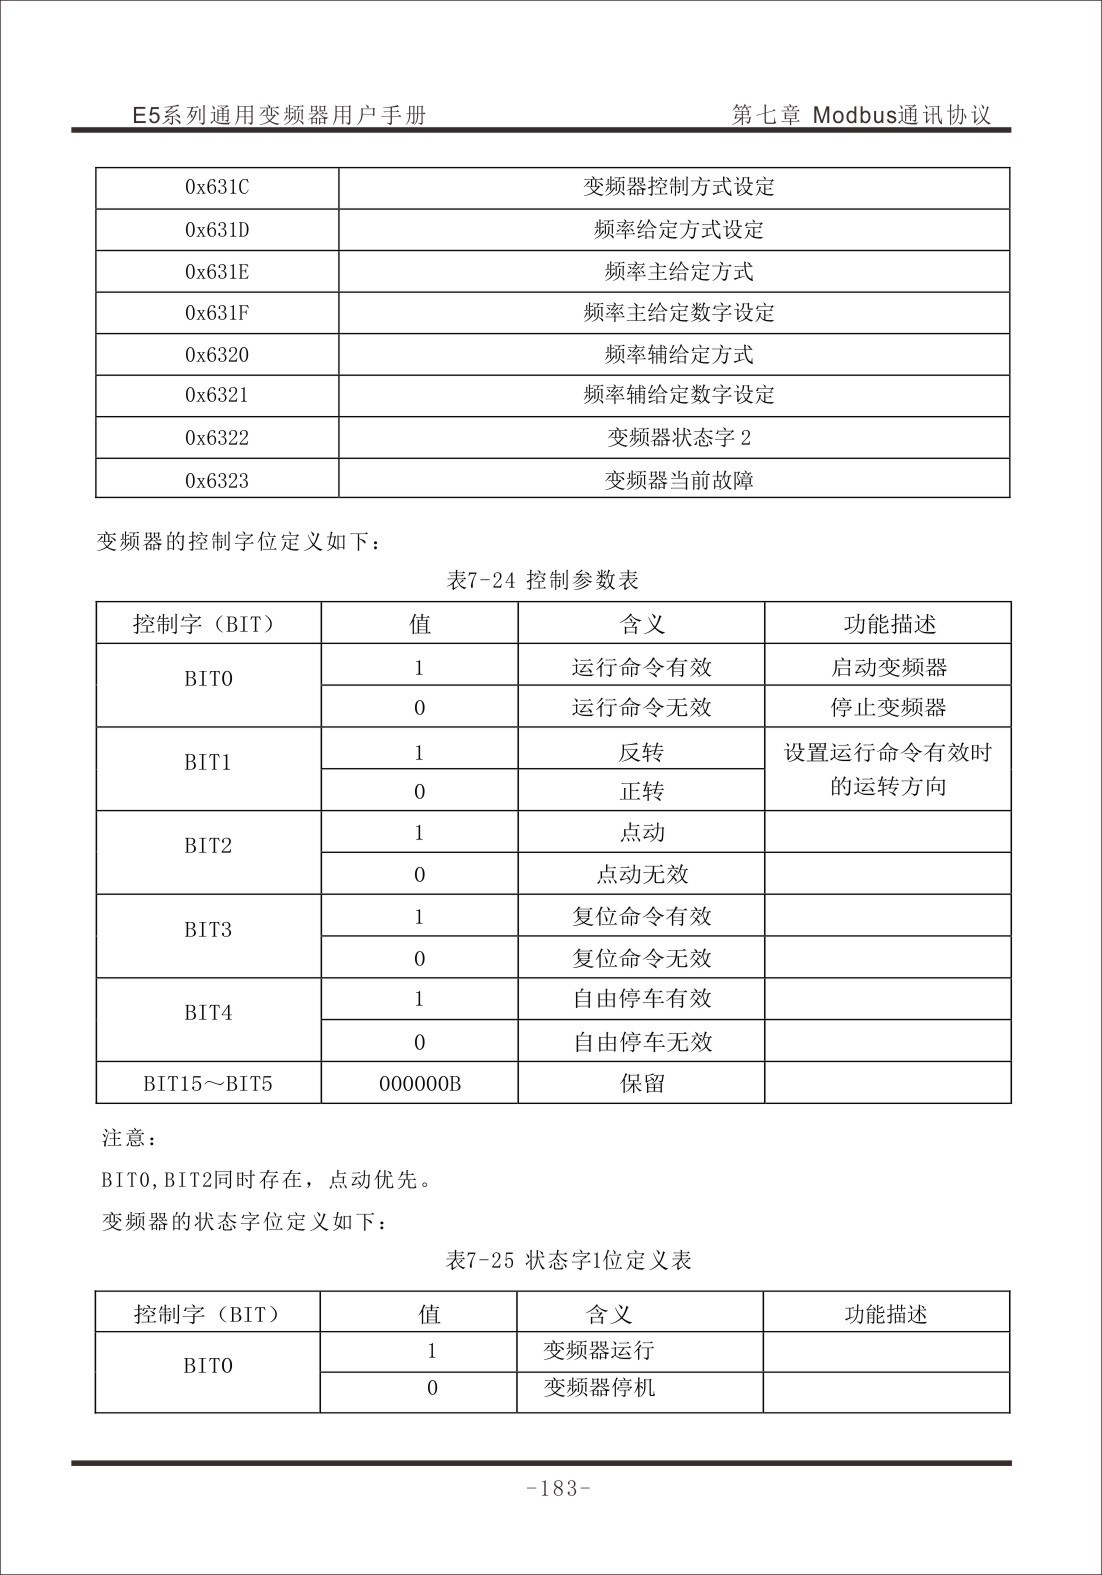 E5系列通用变频器用户手册 第七章 Modbus通讯协议
0x631C 变频器控制方式设定
0x631D 频率给定方式设定
0x631E 频率主给定方式
0x631F 频率主给定数字设定
0x6320 频率辅给定方式
0x6321 频率辅给定数字设定
0x6322 变频器状态字 2
0x6323 变频器当前故障
变频器的控制字位定义如下：
表7-24 控制参数表
控制字（BIT） 值 含义 功能描述
BIT0 1 运行命令有效 启动变频器
0 运行命令无效 停止变频器
BIT1 1 反转 设置运行命令有效时
0 正转 的运转方向
BIT2 1 点动
0 点动无效
BIT3 1 复位命令有效
0 复位命令无效
BIT4 1 自由停车有效
0 自由停车无效
BIT15～BIT5 000000B 保留
注意：
BIT0,BIT2同时存在，点动优先。
变频器的状态字位定义如下：
表7-25 状态字1位定义表
控制字（BIT） 值 含义 功能描述
BIT0 1 变频器运行
0 变频器停机
-183-